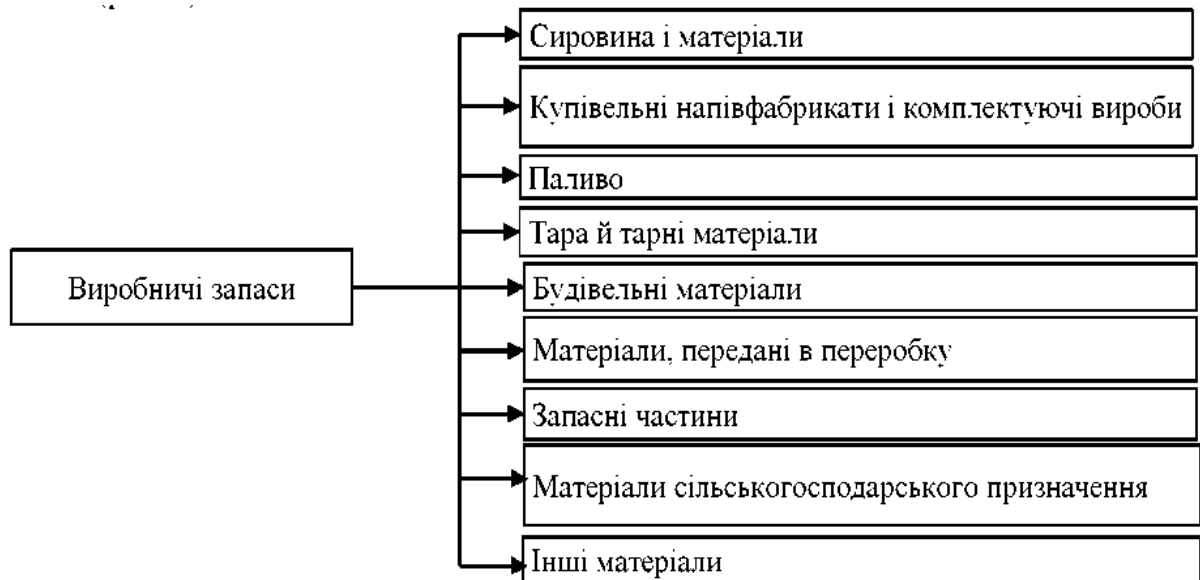 Сировина і матеріали
Купівельні напівфабрикати і комплектуючі вироби
Паливо
Тара й тарні матеріали
Виробничі запаси
Будівельні матеріали
Матеріали, передані в переробку
Запасні частини
Матеріали сільськогосподарського призначення
Інші матеріали